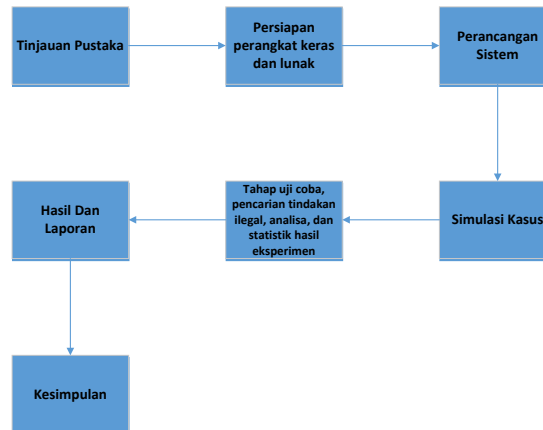 Tinjauan Pustaka
Persiapan
perangkat keras
dan lunak
Perancangan
Sistem
Simulasi Kasus
Tahap uji coba,
pencarian tindakan
ilegal, analisa, dan
statistik hasil
eksperimen
Hasil Dan
Laporan
Kesimpulan